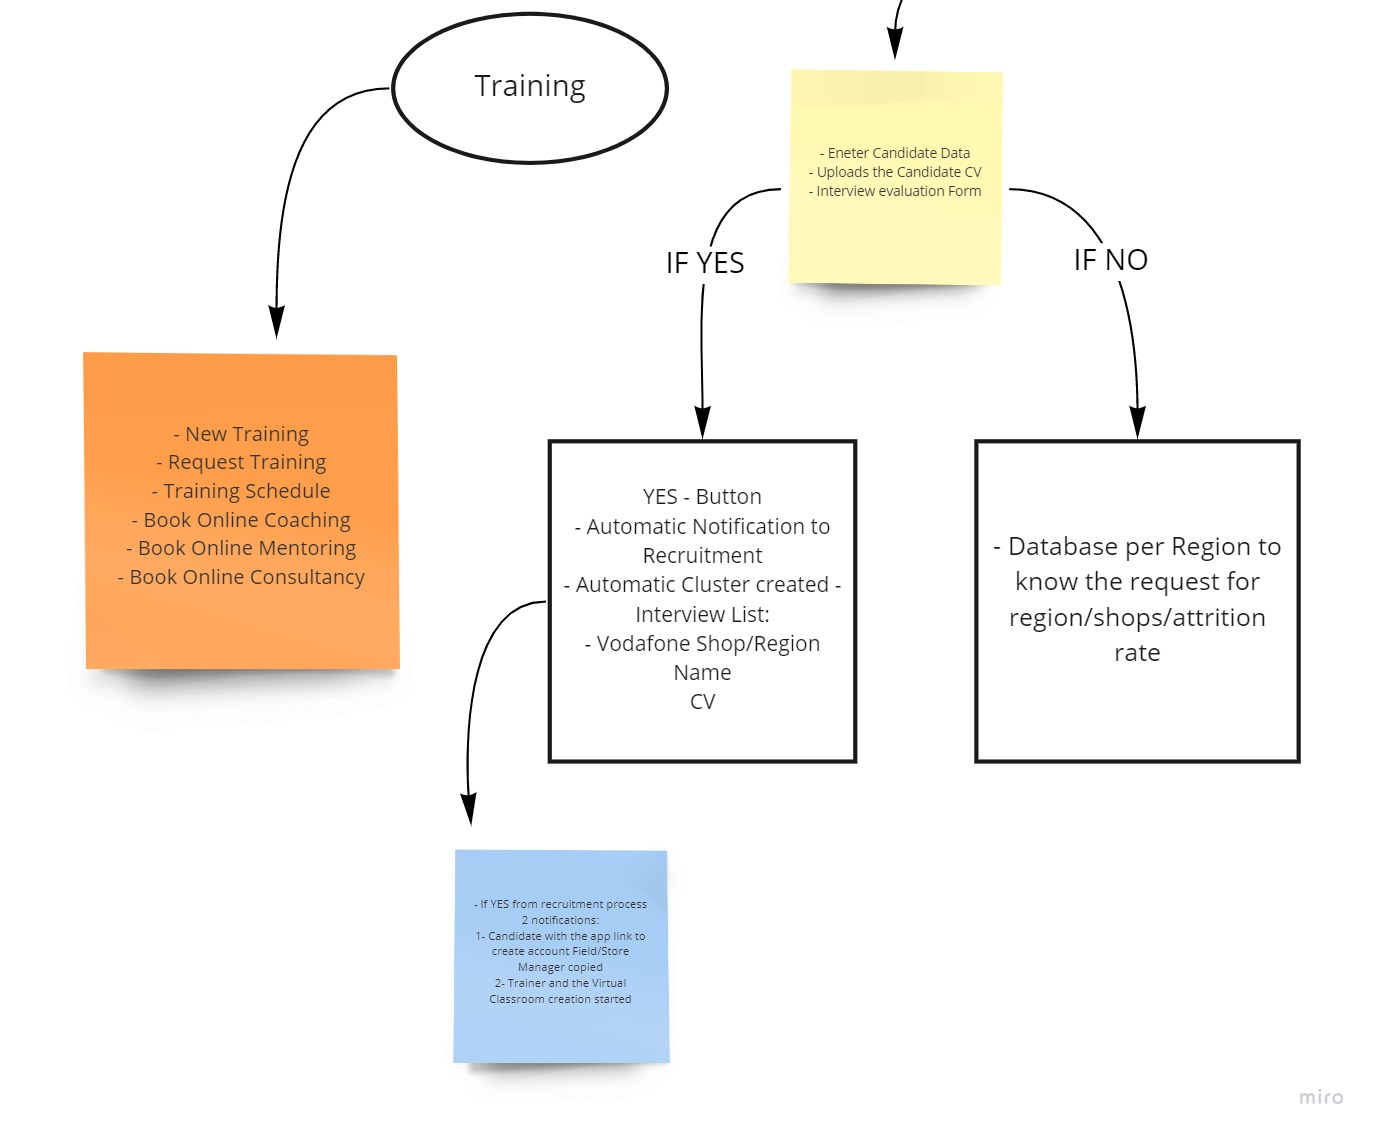 Training
- Eneter Candidate Data
- Uploads the Candidate CV
- Interview evaluation Form
IF YES
IF NO
- New Training
- Request Training
- Training Schedule
- Book Online Coaching
- Book Online Mentoring
- Book Online Consultancy
YES - Button
- Automatic Notification to
Recruitment
- Automatic Cluster created -
Interview List:
- Vodafone Shop/Region
Name
CV
- Database per Region to
know the request for
region/shops/attrition
rate
- If YES from recruitment process
2 notifications:
1- Candidate with the app link to
create account Field/Store
Manager copied
2- Trainer and the Virtual
Classroom creation started
miro